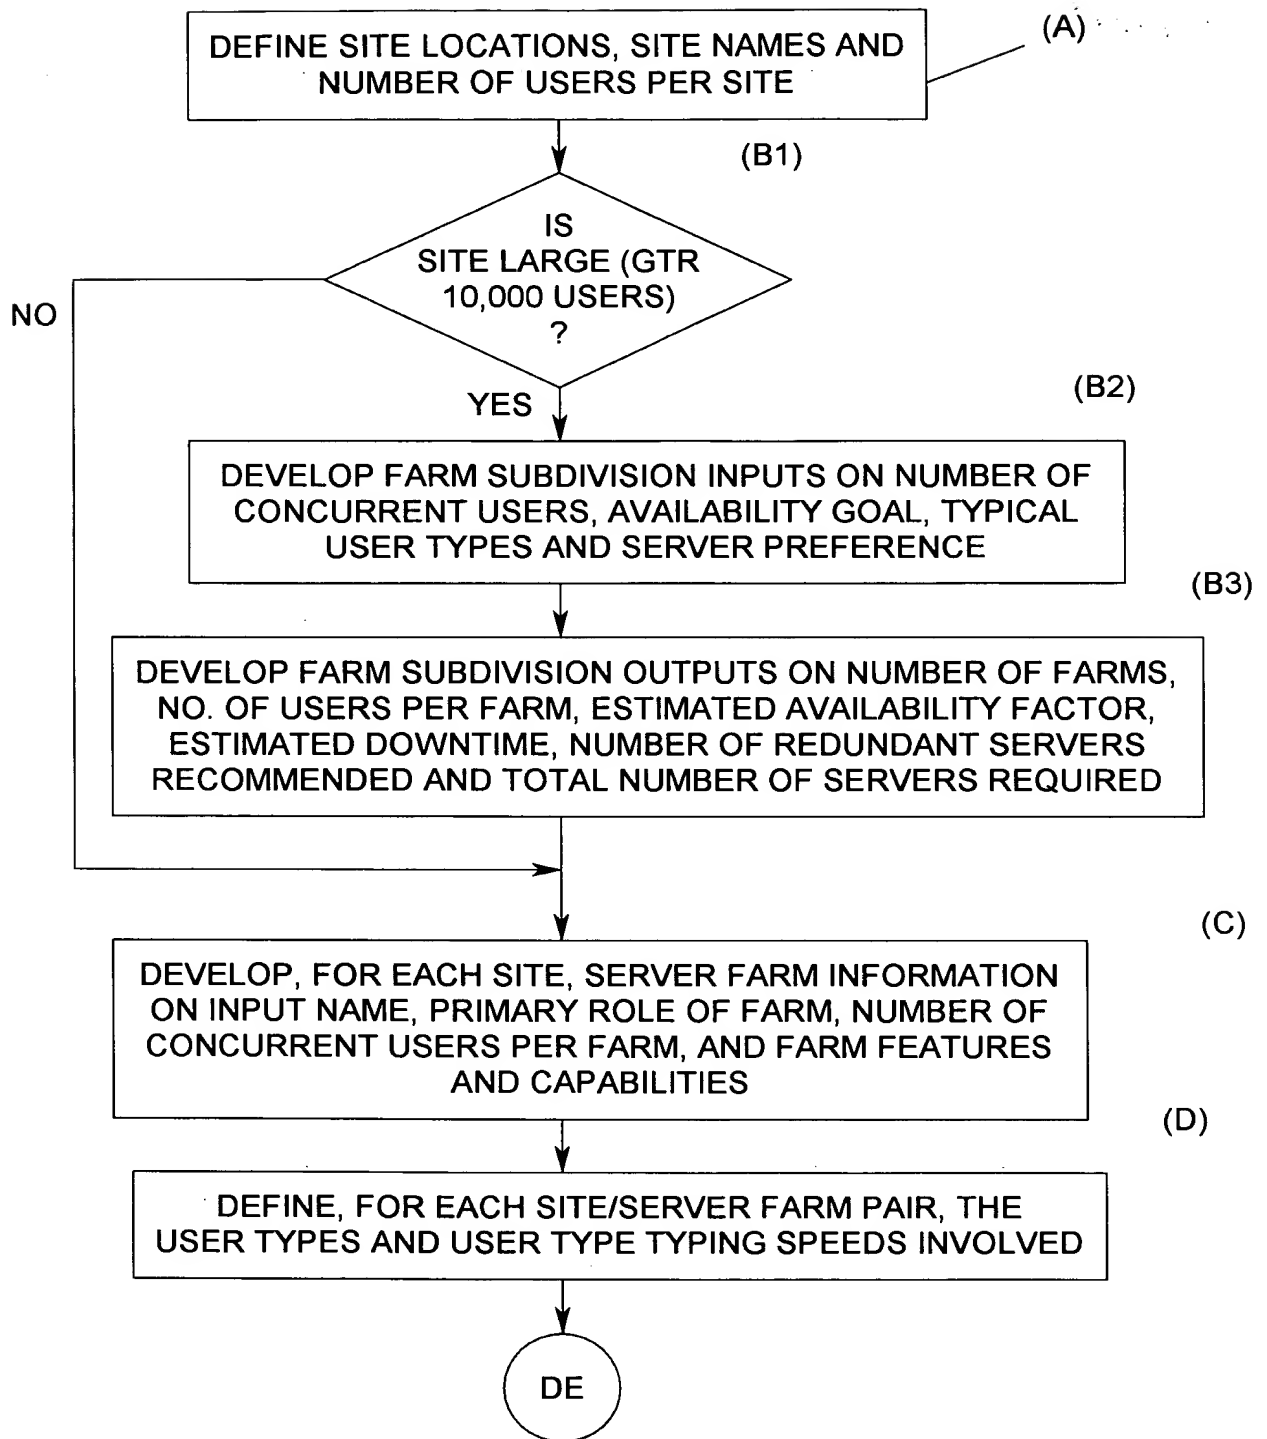 (A)
DEFINE SITE LOCATIONS, SITE NAMES AND
NUMBER OF USERS PER SITE
(B1)
IS
SITE LARGE (GTR
10,000 USERS)
?
NO
YES
(B2)
DEVELOP FARM SUBDIVISION INPUTS ON NUMBER OF
CONCURRENT USERS, AVAILABILITY GOAL, TYPICAL
USER TYPES AND SERVER PREFERENCE
(B3)
DEVELOP FARM SUBDIVISION OUTPUTS ON NUMBER OF FARMS,
NO. OF USERS PER FARM, ESTIMATED AVAILABILITY FACTOR,
ESTIMATED DOWNTIME, NUMBER OF REDUNDANT SERVERS
RECOMMENDED AND TOTAL NUMBER OF SERVERS REQUIRED
(C)
DEVELOP, FOR EACH SITE, SERVER FARM INFORMATION
ON INPUT NAME, PRIMARY ROLE OF FARM, NUMBER OF
CONCURRENT USERS PER FARM, AND FARM FEATURES
AND CAPABILITIES
(D)
DEFINE, FOR EACH SITE/SERVER FARM PAIR, THE
USER TYPES AND USER TYPE TYPING SPEEDS INVOLVED
DE